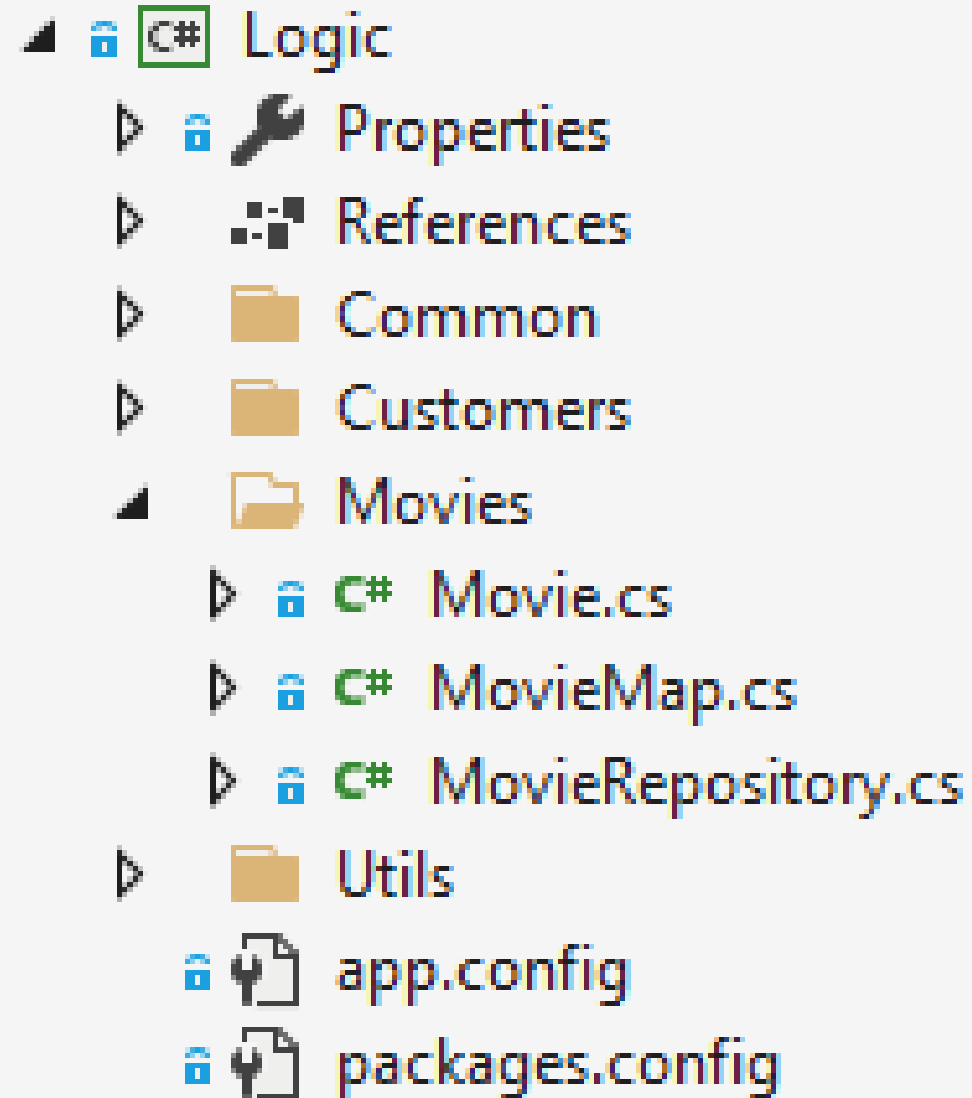 C# Logic
Properties
References
Common
Customers
Movies
C# Movie.cs
C# MovieMap.cs
C# MovieRepository.cs
Utils
app.config
packages.config